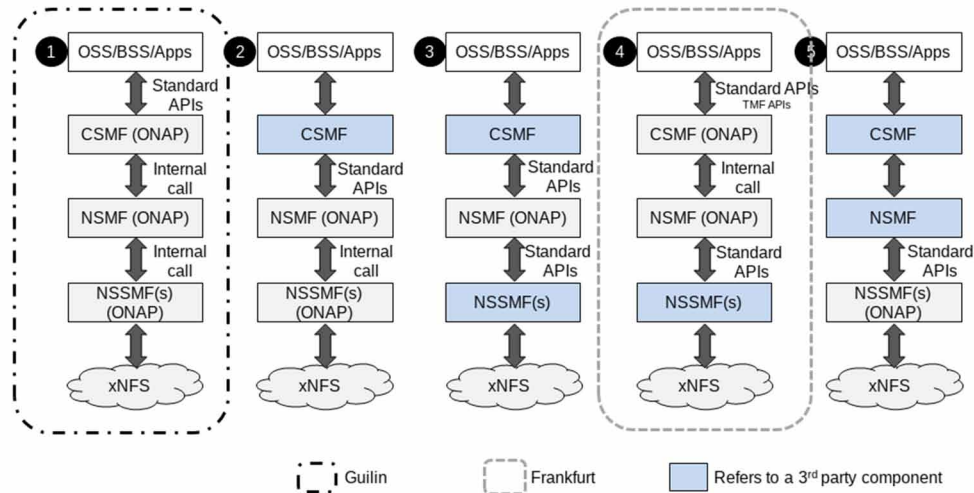 1
OSS/BSS/Apps
Standard
APIs
CSMF (ONAP)
Internal
call
NSMF (ONAP)
Internal
call
NSSMF(s)
(ONAP)
xNFS
2
OSS/BSS/Apps
CSMF
Standard
APIs
NSMF (ONAP)
Internal
call
NSSMF(s)
(ONAP)
xNFS
3
OSS/BSS/Apps
CSMF
Standard
APIs
NSMF (ONAP)
Standard
APIs
NSSMF(s)
xNFS
4
OSS/BSS/Apps
Standard APIs
TMF APIs
CSMF (ONAP)
Internal
call
NSMF (ONAP)
Standard
APIs
NSSMF(s)
xNFS
5
OSS/BSS/Apps
CSMF
NSMF
Standard
APIs
NSSMF(s)
(ONAP)
xNFS
Guilin
Frankfurt
Refers to a 3rd party component